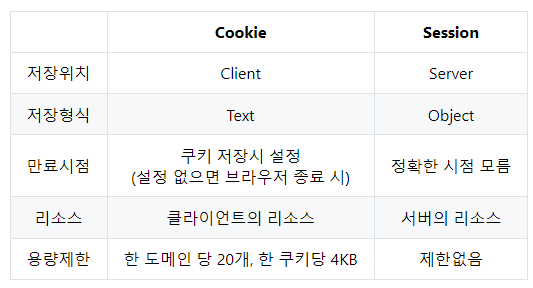 Cookie Session
저장위치 Client Server
저장형식 Text Object
만료시점 쿠키 저장시 설정
(설정 없으면 브라우저 종료 시) 정확한 시점 모름
리소스 클라이언트의 리소스 서버의 리소스
용량제한 한 도메인 당 20개, 한 쿠키당 4KB 제한없음